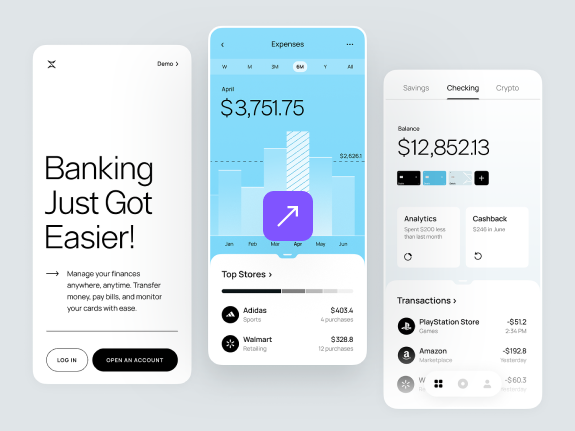 Demo
Banking
Just Got
Easier!
Manage your finances
anywhere, anytime. Transfer
money, pay bills, and monitor
your cards with ease.
LOG IN
OPEN AN ACCOUNT
Expenses
W M 3M 6M Y All
April
$3,751.75
$2,626.1
Jan Feb Mar Apr May Jun
Top Stores
Adidas $403.4
Sports 4 purchases
Walmart $328.8
Retailing 12 purchases
Savings Checking Crypto
Balance
$12,852.13
Analytics
Spent $200 less
than last month
Cashback
$246 in June
Transactions
PlayStation Store -$51.2
Games 2:34 PM
Amazon -$192.8
Marketplace Yesterday
W -$60.3
Yesterday